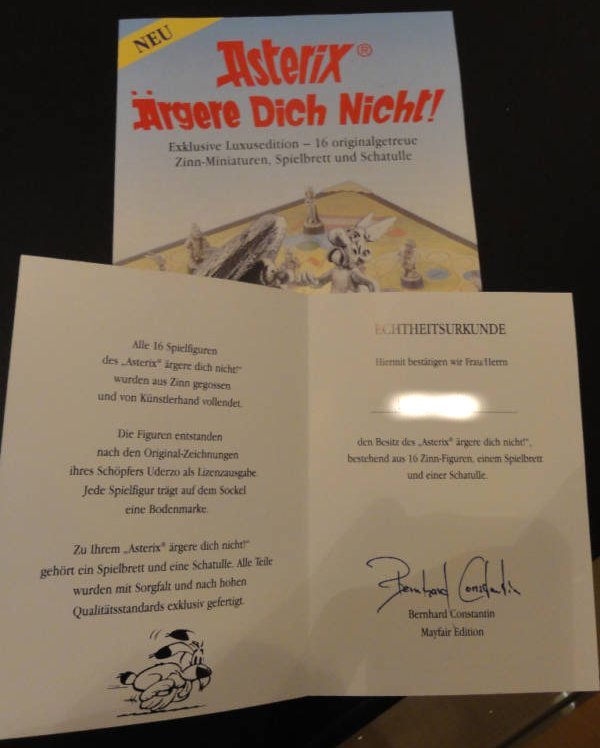 NEU
Asterix®
Ärgere Dich Nicht!
Exklusive Luxusedition – 16 originalgetreue
Zinn-Miniaturen, Spielbrett und Schatulle
Alle 16 Spielfiguren
des „Asterix® ärgere dich nicht!“
wurden aus Zinn gegossen
und von Künstlerhand vollendet.
Die Figuren entstanden
nach den Original-Zeichnungen
ihres Schöpfers Uderzo als Lizenzausgabe.
Jede Spielfigur trägt auf dem Sockel
eine Bodenmarke.
Zu Ihrem „Asterix® ärgere dich nicht!“
gehört ein Spielbrett und eine Schatulle. Alle Teile
wurden mit Sorgfalt und nach hohen
Qualitätsstandards exklusiv gefertigt.
ECHTHEITSURKUNDE
Hiermit bestätigen wir Frau/Herrn
den Besitz des „Asterix® ärgere dich nicht!“,
bestehend aus 16 Zinn-Figuren, einem Spielbrett
und einer Schatulle.
Bernhard Constantin
Bernhard Constantin
Mayfair Edition